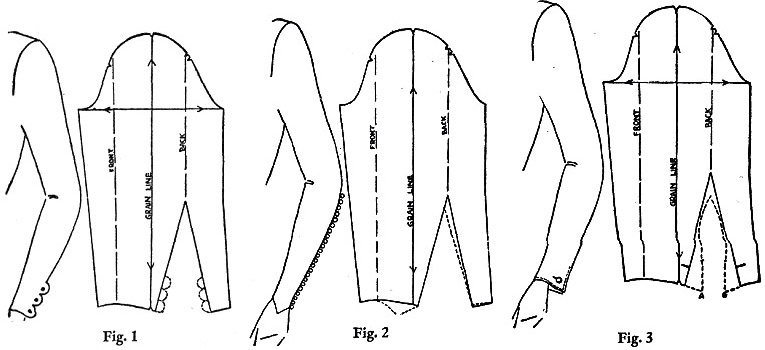 FRONT
GRAIN LINE
BACK
Fig. 1
FRONT
GRAIN LINE
BACK
Fig. 2
FRONT
GRAIN LINE
BACK
A
B
Fig. 3